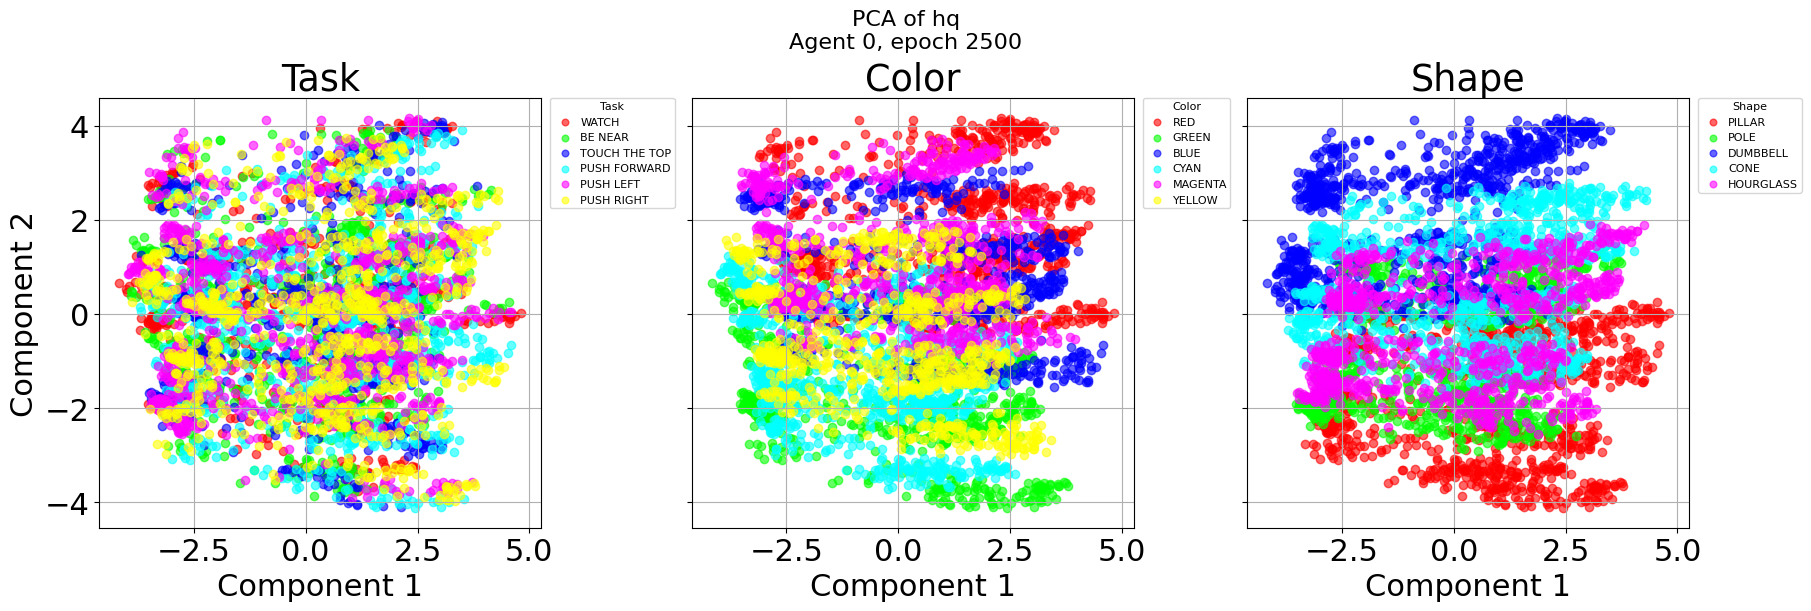 PCA of hq
Agent 0, epoch 2500
Task
Color
Shape
Task
WATCH
BE NEAR
TOUCH THE TOP
PUSH FORWARD
PUSH LEFT
PUSH RIGHT
Color
RED
GREEN
BLUE
CYAN
MAGENTA
YELLOW
Shape
PILLAR
POLE
DUMBBELL
CONE
HOURGLASS
Component 2
4
2
0
−2
−4
−2.5 0.0 2.5 5.0
−2.5 0.0 2.5 5.0
−2.5 0.0 2.5 5.0
Component 1
Component 1
Component 1